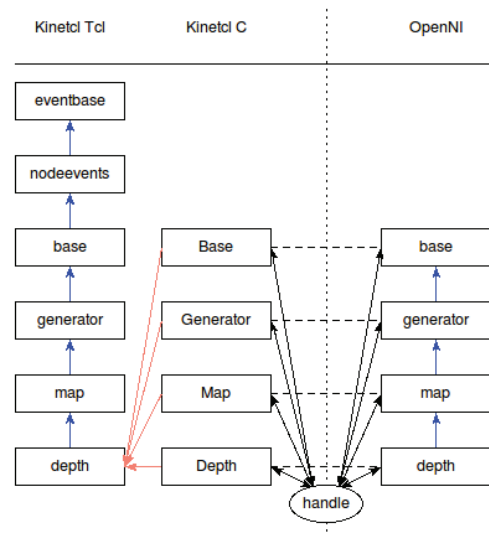 Kinetcl Tcl Kinetcl C OpenNI
eventbase
nodeevents
base Base base
generator Generator generator
map Map map
depth Depth depth
handle